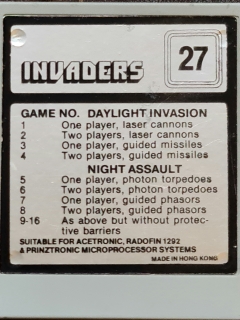 INVADERS 27
GAME NO. DAYLIGHT INVASION
1 One player, laser cannons
2 Two players, laser cannons
3 One player, guided missiles
4 Two players, guided missiles
NIGHT ASSAULT
5 One player, photon torpedoes
6 Two players, photon torpedoes
7 One player, guided phasors
8 Two players, guided phasors
9-16 As above but without protec-
tive barriers
SUITABLE FOR ACETRONIC, RADOFIN 1292
& PRINZTRONIC MICROPROCESSOR SYSTEMS
MADE IN HONG KONG